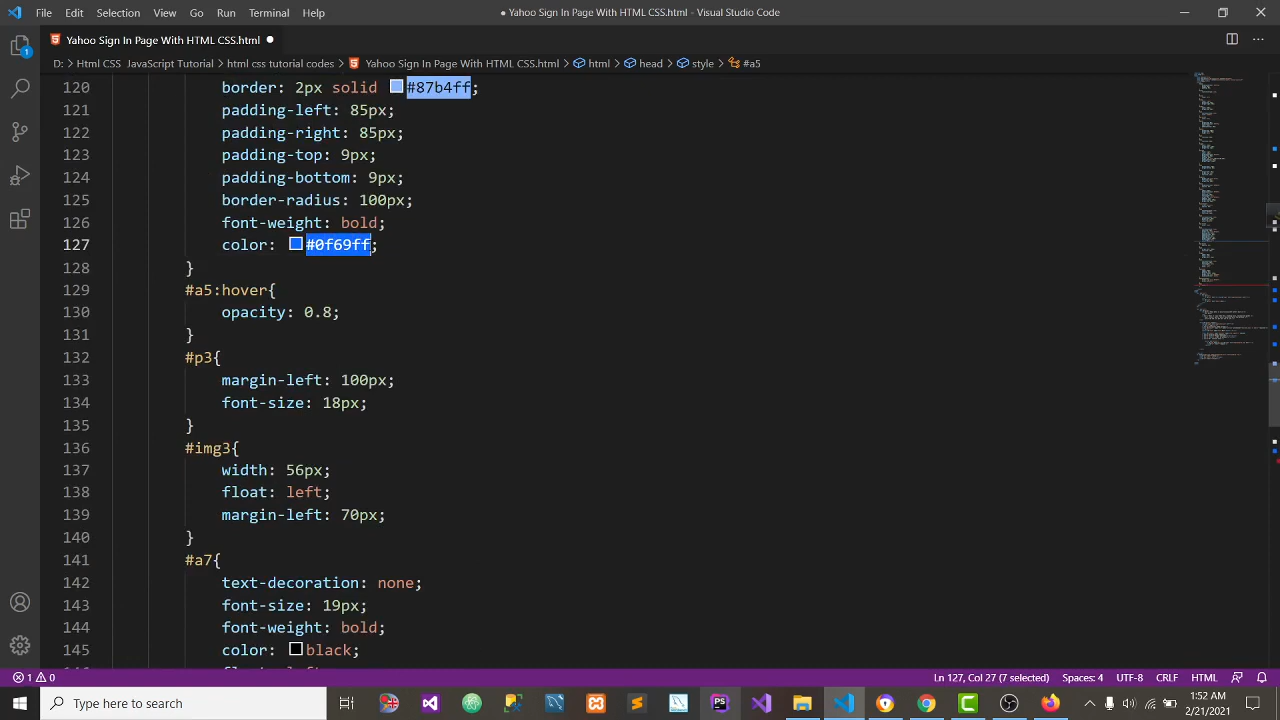 File Edit Selection View Go Run Terminal Help
● Yahoo Sign In Page With HTML CSS.html - Visual Studio Code
Yahoo Sign In Page With HTML CSS.html ●
D: > Html CSS JavaScript Tutorial > html css tutorial codes > Yahoo Sign In Page With HTML CSS.html > html > head > style > #a5
1
120 border: 2px solid #87b4ff;
121 padding-left: 85px;
122 padding-right: 85px;
123 padding-top: 9px;
124 padding-bottom: 9px;
125 border-radius: 100px;
126 font-weight: bold;
127 color: #0f69ff;
128 }
129 #a5:hover{
130 opacity: 0.8;
131 }
132 #p3{
133 margin-left: 100px;
134 font-size: 18px;
135 }
136 #img3{
137 width: 56px;
138 float: left;
139 margin-left: 70px;
140 }
141 #a7{
142 text-decoration: none;
143 font-size: 19px;
144 font-weight: bold;
145 color: black;
1 0
Ln 127, Col 27 (7 selected) Spaces: 4 UTF-8 CRLF HTML
Type here to search
PS
1:52 AM
2/21/2021